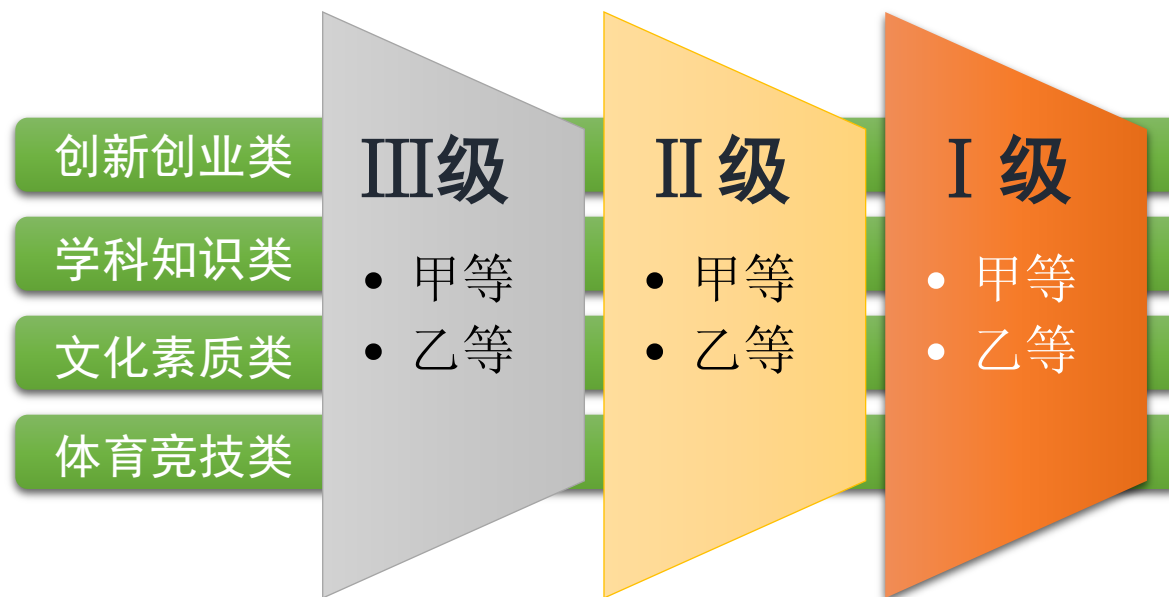 创新创业类
学科知识类
文化素质类
体育竞技类
Ⅲ级
• 甲等
• 乙等
Ⅱ级
• 甲等
• 乙等
Ⅰ级
• 甲等
• 乙等